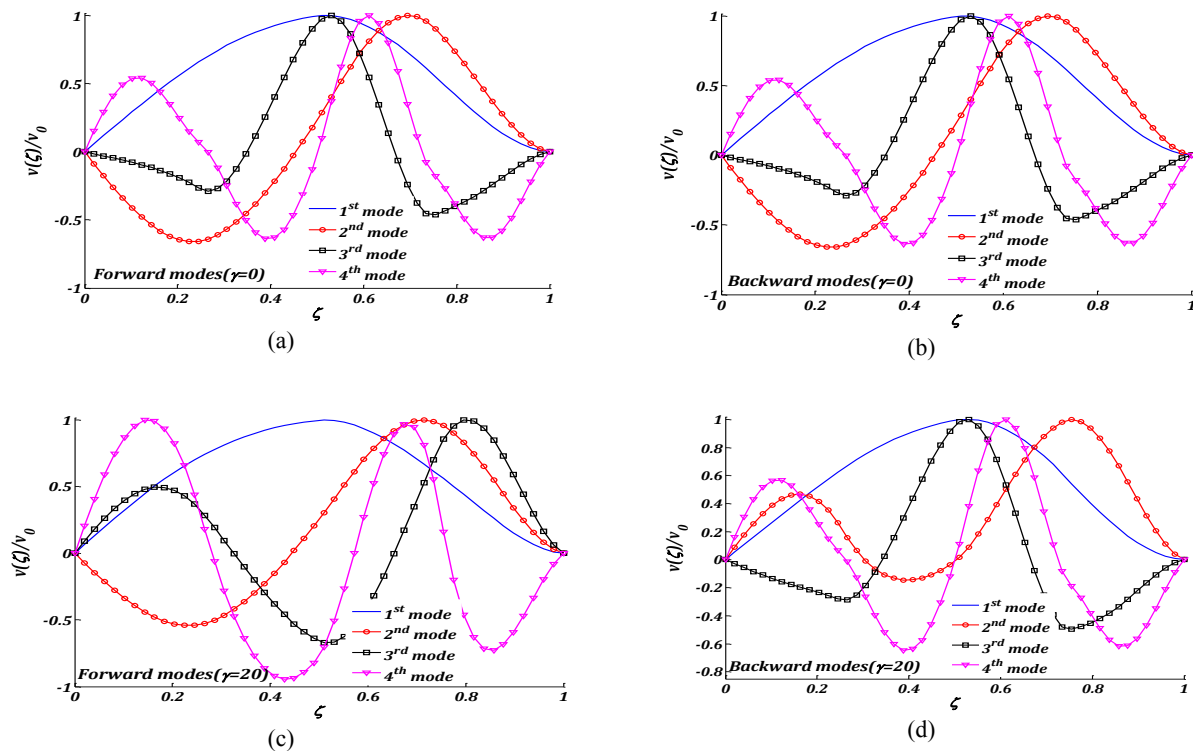 1
0.5
0
-0.5
-1
v(ζ)/v0
1st mode
2nd mode
3rd mode
4th mode
Forward modes(γ=0)
0 0.2 0.4 0.6 0.8 1
ζ
(a)
1
0.5
0
-0.5
-1
v(ζ)/v0
1st mode
2nd mode
3rd mode
4th mode
Backward modes(γ=0)
0 0.2 0.4 0.6 0.8 1
ζ
(b)
1
0.5
0
-0.5
-1
v(ζ)/v0
1st mode
2nd mode
3rd mode
4th mode
Forward modes(γ=20)
0 0.2 0.4 0.6 0.8 1
ζ
(c)
1
0.8
0.6
0.4
0.2
0
-0.2
-0.4
-0.6
-0.8
v(ζ)/v0
1st mode
2nd mode
3rd mode
4th mode
Backward modes(γ=20)
0 0.2 0.4 0.6 0.8 1
ζ
(d)